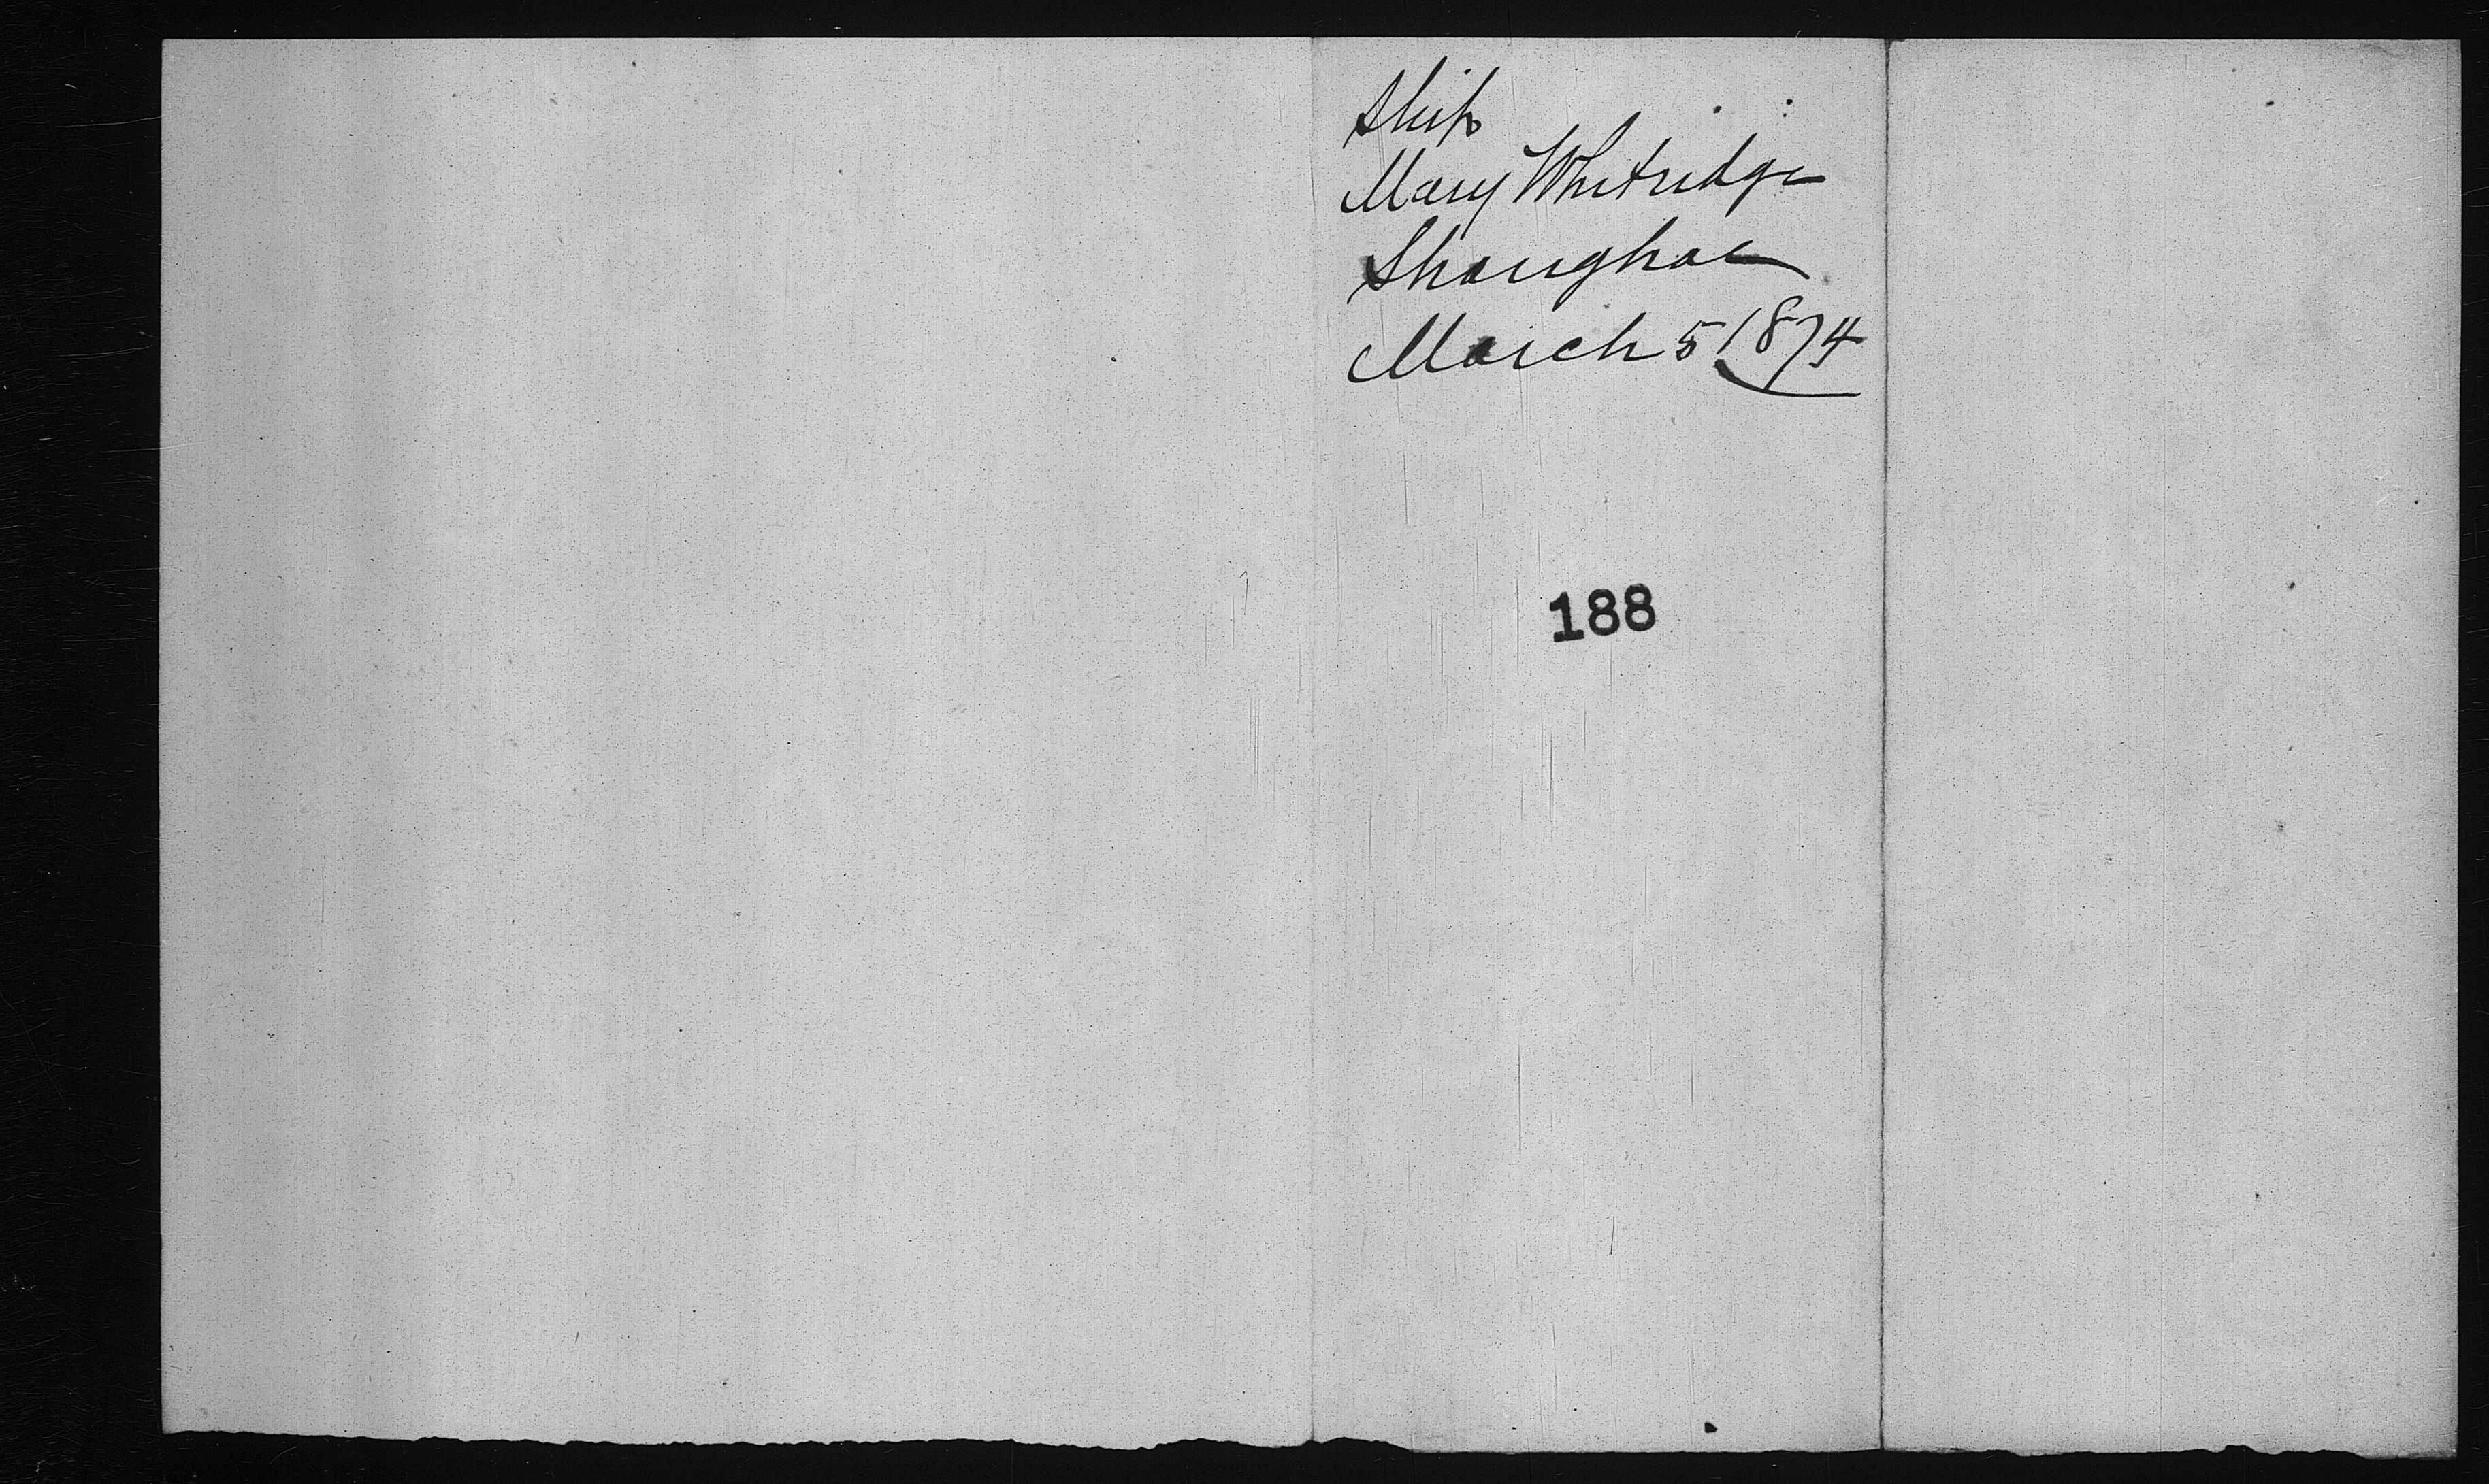 Ship
Mary Whitridge
Shanghae
March 5 1874
188